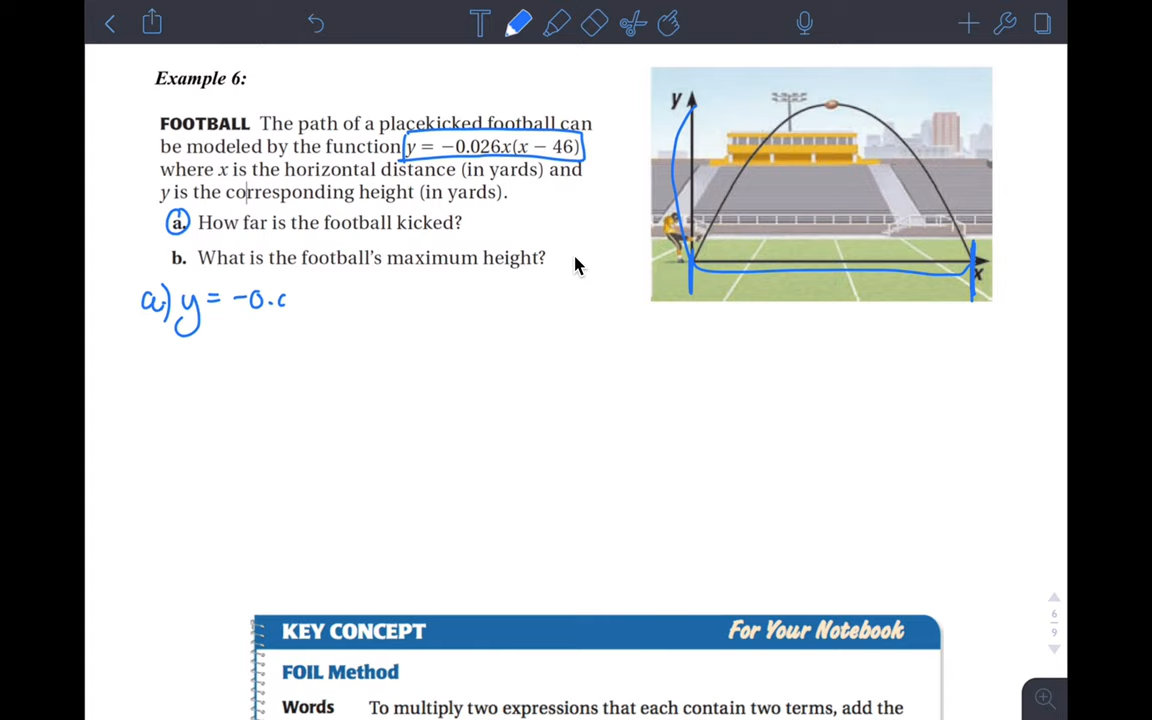 Example 6:
FOOTBALL The path of a placekicked football can
be modeled by the function y = −0.026x(x − 46)
where x is the horizontal distance (in yards) and
y is the corresponding height (in yards).
a. How far is the football kicked?
b. What is the football's maximum height?
a.) y = -0.0
y
x
6
9
KEY CONCEPT
For Your Notebook
FOIL Method
Words To multiply two expressions that each contain two terms, add the